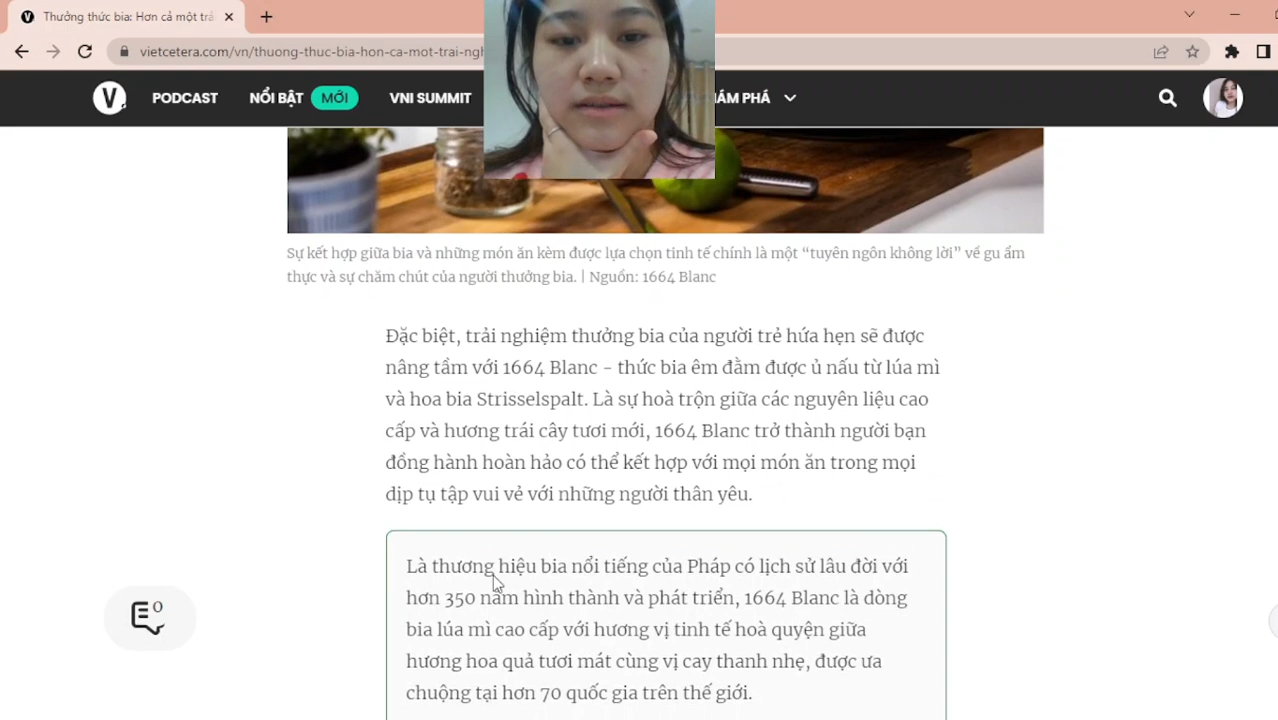 Thưởng thức bia: Hơn cả một trả
vietcetera.com/vn/thuong-thuc-bia-hon-ca-mot-trai-ng
PODCAST
NỔI BẬT
MỚI
VNI SUMMIT
PHÁ
Sự kết hợp giữa bia và những món ăn kèm được lựa chọn tinh tế chính là một “tuyên ngôn không lời” về gu ẩm
thực và sự chăm chút của người thưởng bia. | Nguồn: 1664 Blanc
Đặc biệt, trải nghiệm thưởng bia của người trẻ hứa hẹn sẽ được
nâng tầm với 1664 Blanc - thức bia êm đằm được ủ nấu từ lúa mì
và hoa bia Strisselspalt. Là sự hoà trộn giữa các nguyên liệu cao
cấp và hương trái cây tươi mới, 1664 Blanc trở thành người bạn
đồng hành hoàn hảo có thể kết hợp với mọi món ăn trong mọi
dịp tụ tập vui vẻ với những người thân yêu.
Là thương hiệu bia nổi tiếng của Pháp có lịch sử lâu đời với
hơn 350 năm hình thành và phát triển, 1664 Blanc là dòng
bia lúa mì cao cấp với hương vị tinh tế hoà quyện giữa
hương hoa quả tươi mát cùng vị cay thanh nhẹ, được ưa
chuộng tại hơn 70 quốc gia trên thế giới.
0